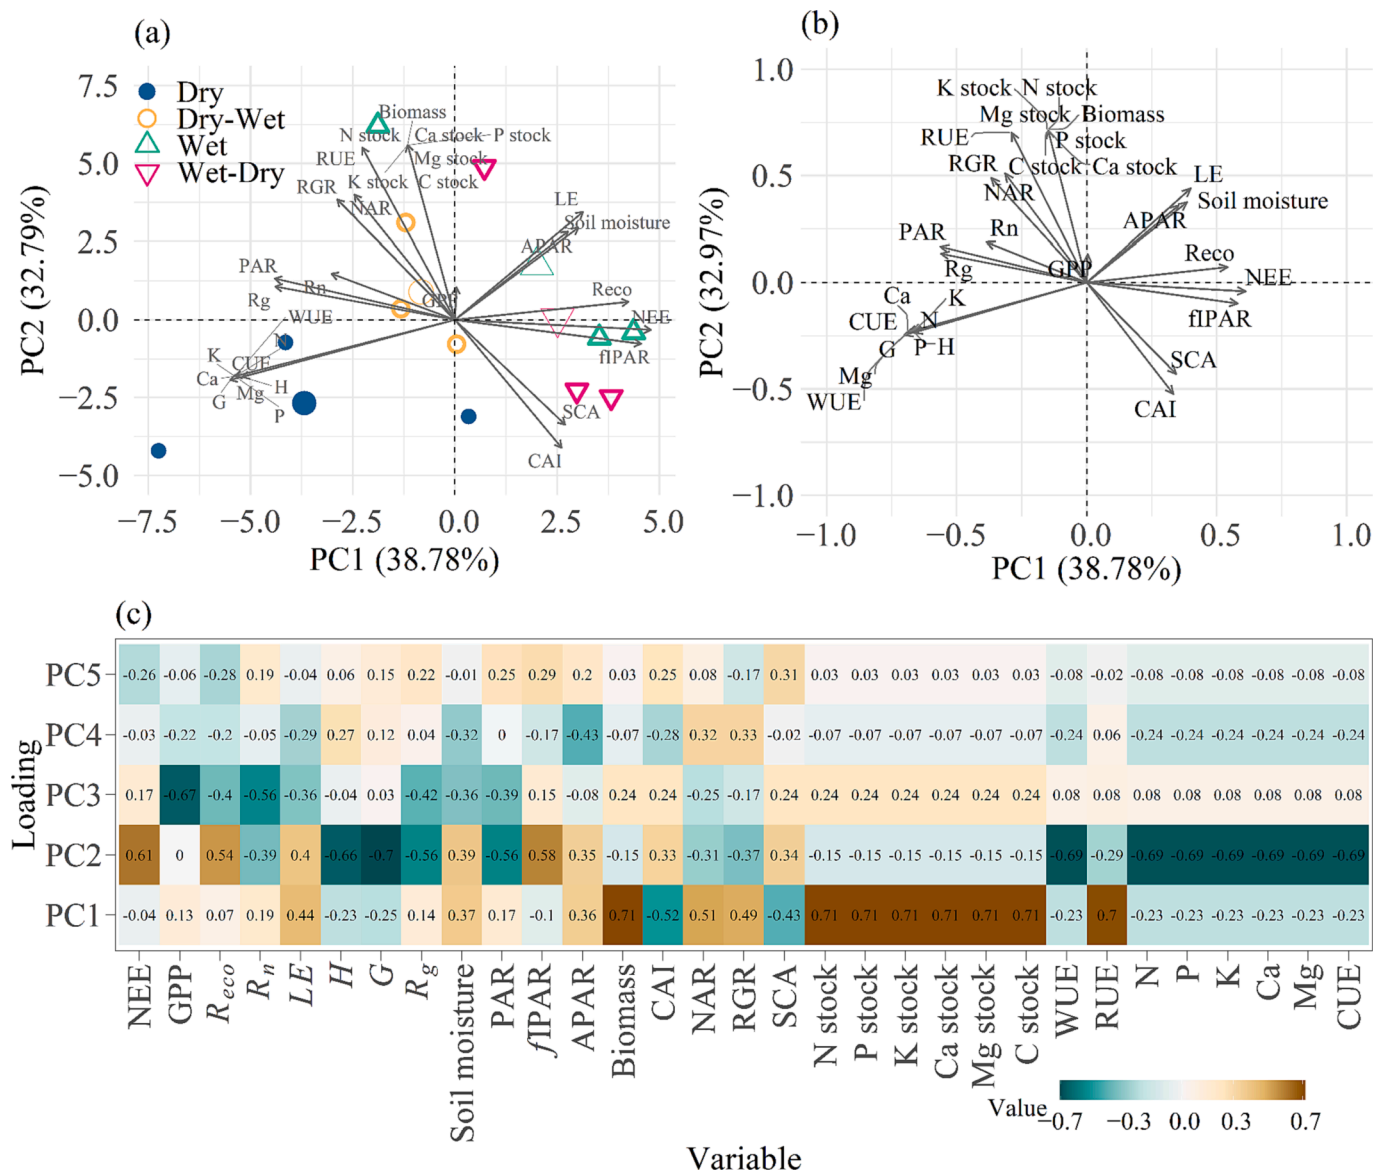 (a)
Dry
Dry-Wet
Wet
Wet-Dry
7.5
5.0
2.5
0.0
−2.5
−5.0
PC2 (32.79%)
Biomass
N stock
Ca stock
P stock
RUE
Mg stock
RGR
K stock
C stock
NAR
LE
Soil moisture
APAR
PAR
Rn
Rg
GPP
Reco
NEE
fIPAR
WUE
N
K
CUE
Ca
H
G
Mg
P
SCA
CAI
−7.5
−5.0
−2.5
0.0
2.5
5.0
PC1 (38.78%)
(b)
1.0
0.5
0.0
−0.5
−1.0
PC2 (32.97%)
K stock
N stock
Mg stock
Biomass
RUE
P stock
RGR
C stock
Ca stock
NAR
LE
Soil moisture
APAR
PAR
Rn
Rg
GPP
Reco
NEE
fIPAR
Ca
K
CUE
N
G
P
H
Mg
WUE
SCA
CAI
−1.0
−0.5
0.0
0.5
1.0
PC1 (38.78%)
(c)
Loading
PC5 -0.26 -0.06 -0.28 0.19 -0.04 0.06 0.15 0.22 -0.01 0.25 0.29 0.2 0.03 0.25 0.08 -0.17 0.31 0.03 0.03 0.03 0.03 0.03 0.03 -0.08 -0.02 -0.08 -0.08 -0.08 -0.08 -0.08 -0.08
PC4 -0.03 -0.22 -0.2 -0.05 -0.29 0.27 0.12 0.04 -0.32 0 -0.17 -0.43 -0.07 -0.28 0.32 0.33 -0.02 -0.07 -0.07 -0.07 -0.07 -0.07 -0.07 -0.24 0.06 -0.24 -0.24 -0.24 -0.24 -0.24 -0.24
PC3 0.17 -0.67 -0.4 -0.56 -0.36 -0.04 0.03 -0.42 -0.36 -0.39 0.15 -0.08 0.24 0.24 -0.25 -0.17 0.24 0.24 0.24 0.24 0.24 0.24 0.24 0.08 0.08 0.08 0.08 0.08 0.08 0.08 0.08
PC2 0.61 0 0.54 -0.39 0.4 -0.66 -0.7 -0.56 0.39 -0.56 0.58 0.35 -0.15 0.33 -0.31 -0.37 0.34 -0.15 -0.15 -0.15 -0.15 -0.15 -0.15 -0.69 -0.29 -0.69 -0.69 -0.69 -0.69 -0.69 -0.69
PC1 -0.04 0.13 0.07 0.19 0.44 -0.23 -0.25 0.14 0.37 0.17 -0.1 0.36 0.71 -0.52 0.51 0.49 -0.43 0.71 0.71 0.71 0.71 0.71 0.71 -0.23 0.7 -0.23 -0.23 -0.23 -0.23 -0.23 -0.23
NEE GPP Reco Rn LE H G Rg Soil moisture PAR fIPAR APAR Biomass CAI NAR RGR SCA N stock P stock K stock Ca stock Mg stock C stock WUE RUE N P K Ca Mg CUE
Value
−0.7 −0.3 0.0 0.3 0.7
Variable